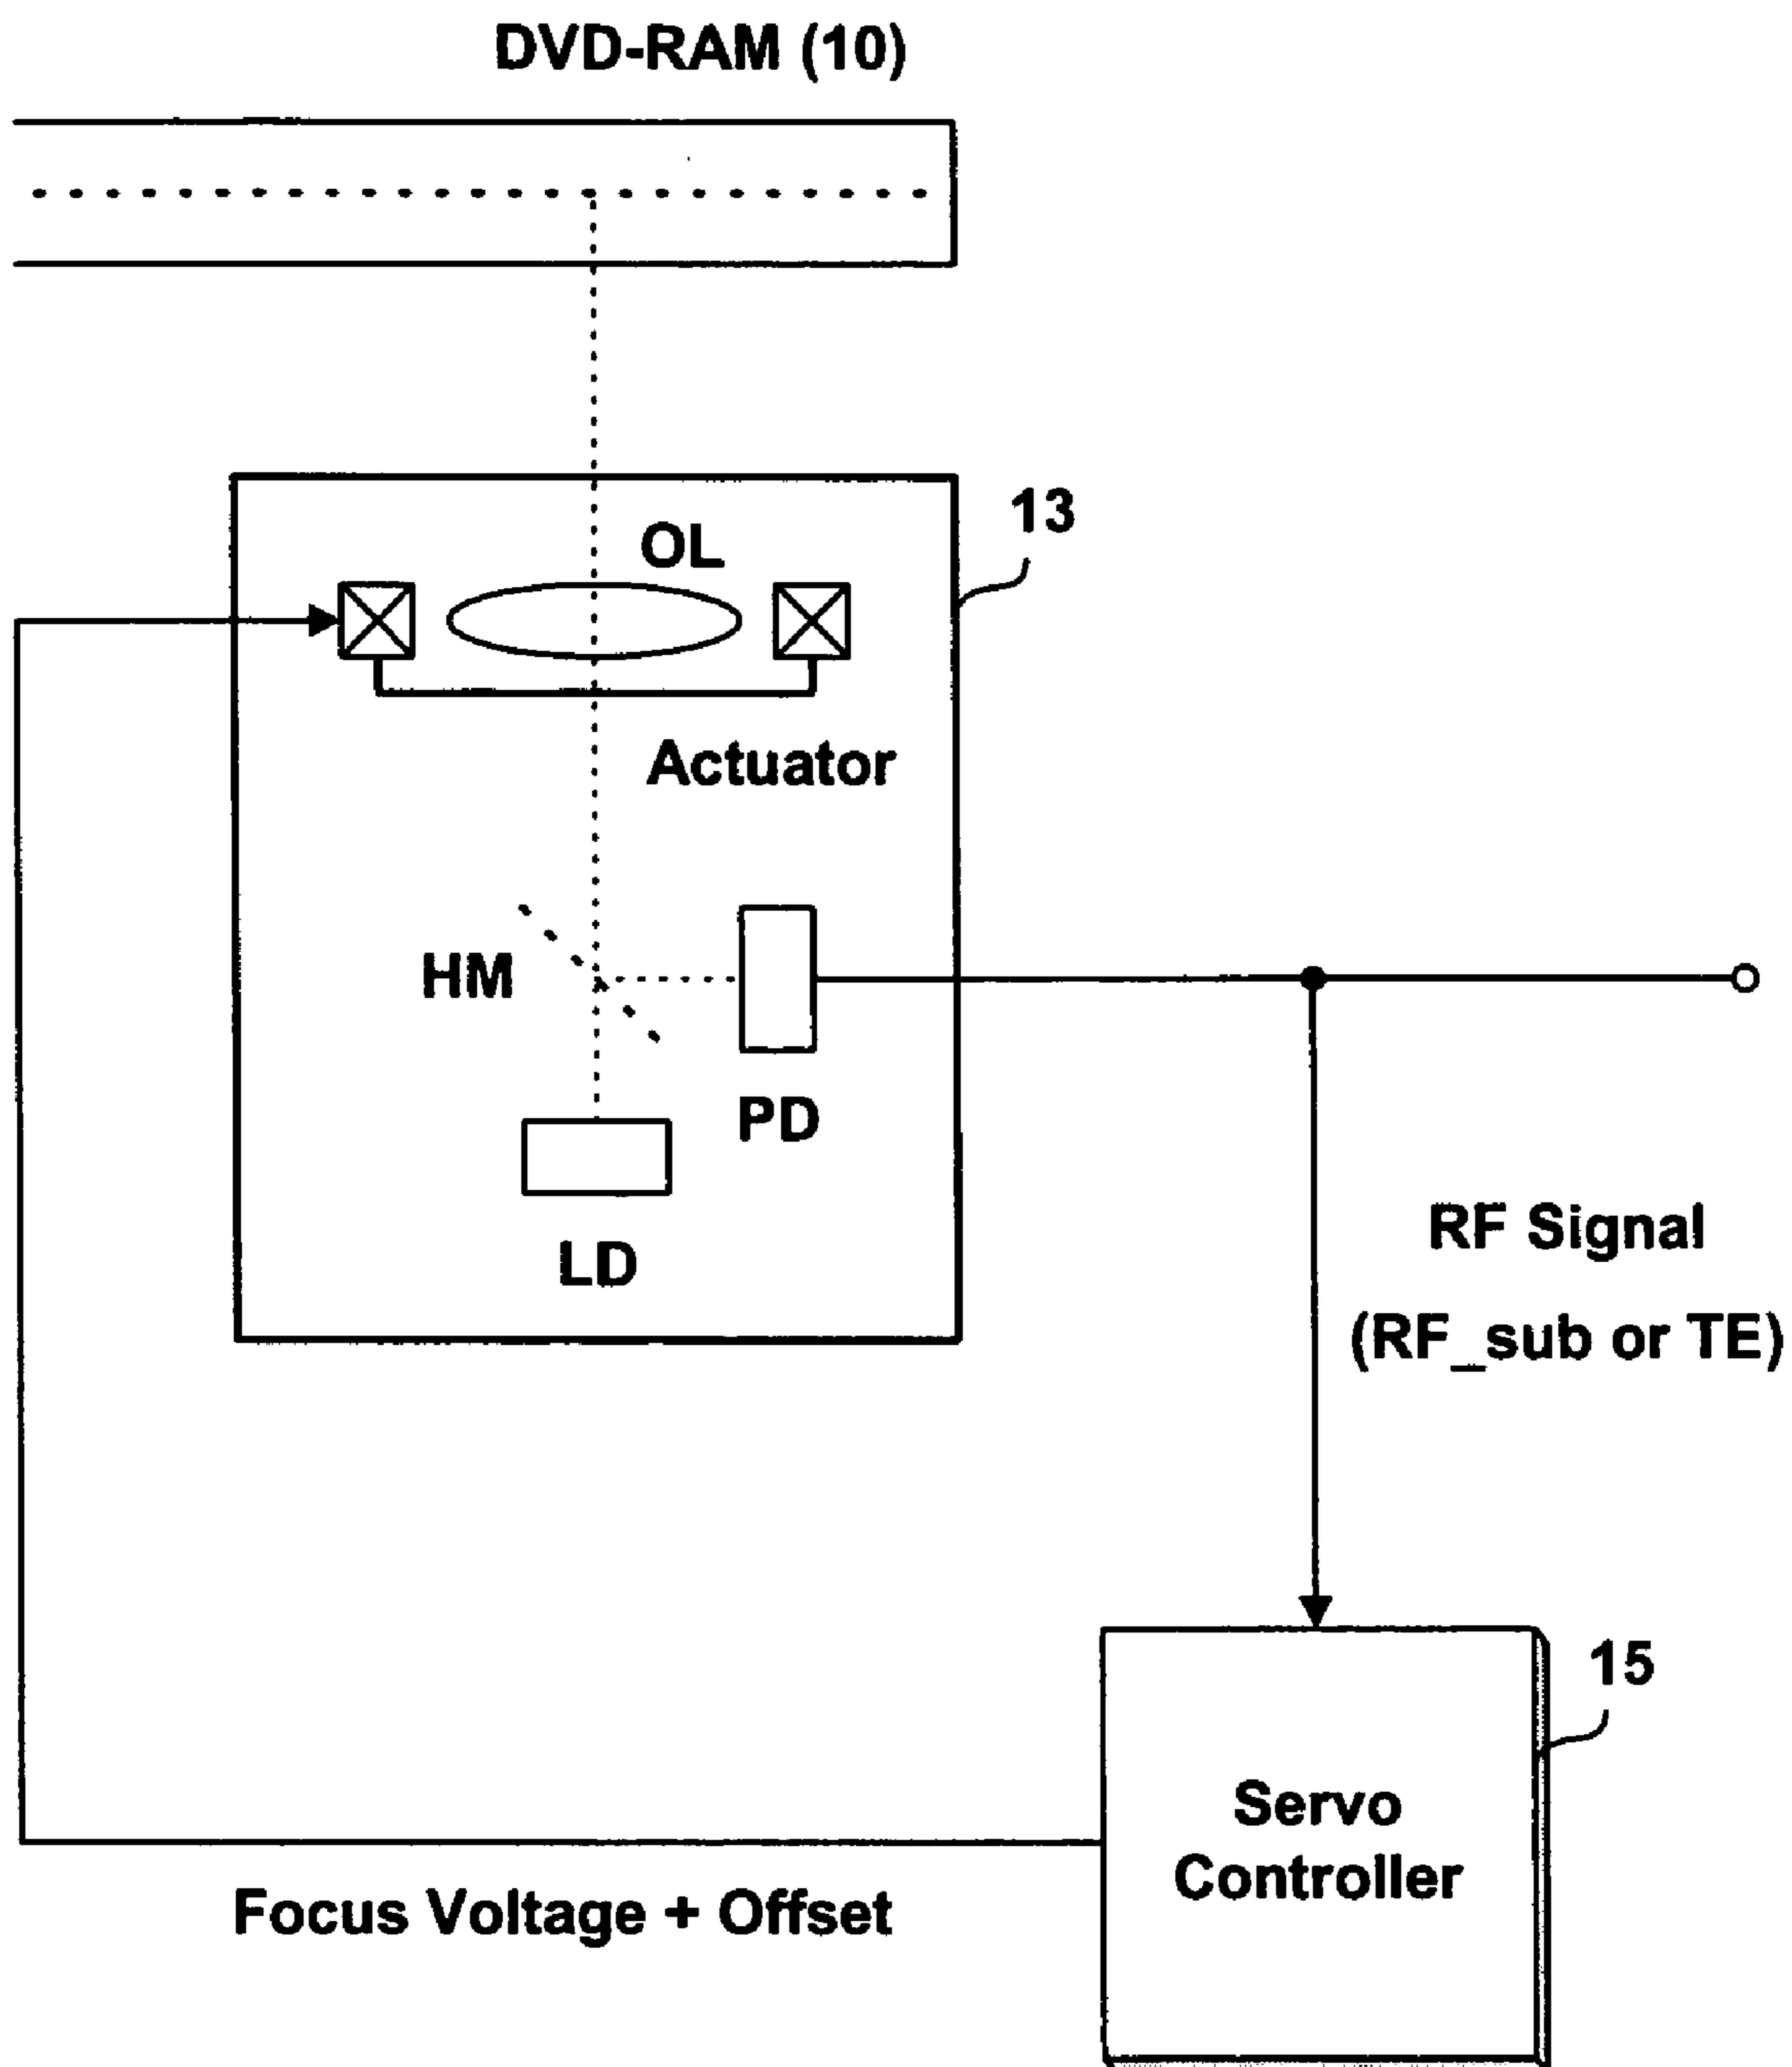 DVD-RAM (10)
13
OL
Actuator
HM
PD
LD
RF Signal
(RF_sub or TE)
15
Servo
Controller
Focus Voltage + Offset